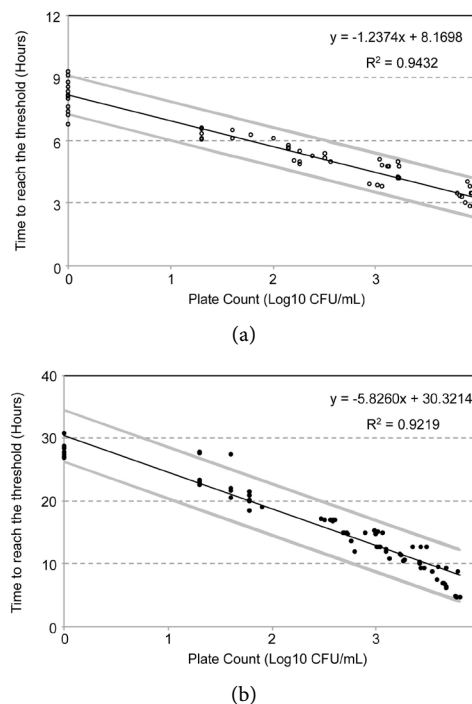 12
9
6
3
0
Time to reach the threshold (Hours)
y = -1.2374x + 8.1698
R² = 0.9432
0 1 2 3
Plate Count (Log10 CFU/mL)
(a)
40
30
20
10
0
Time to reach the threshold (Hours)
y = -5.8260x + 30.3214
R² = 0.9219
0 1 2 3
Plate Count (Log10 CFU/mL)
(b)